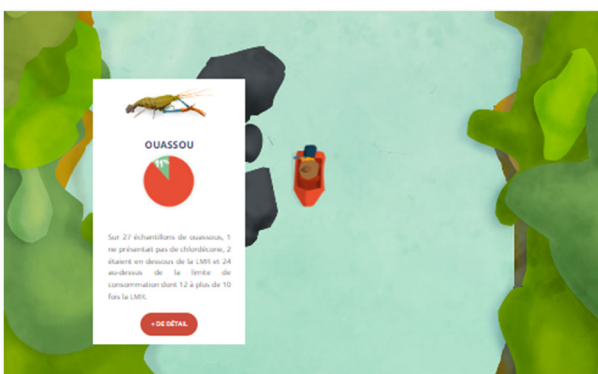 OUASSOU
11%
Sur 27 échantillons de ouassous, 1
ne présentait pas de chlordécone, 2
étaient en dessous de la LMR et 24
au-dessus de la limite de
consommation dont 12 à plus de 10
fois la LMR.
+ DE DÉTAIL